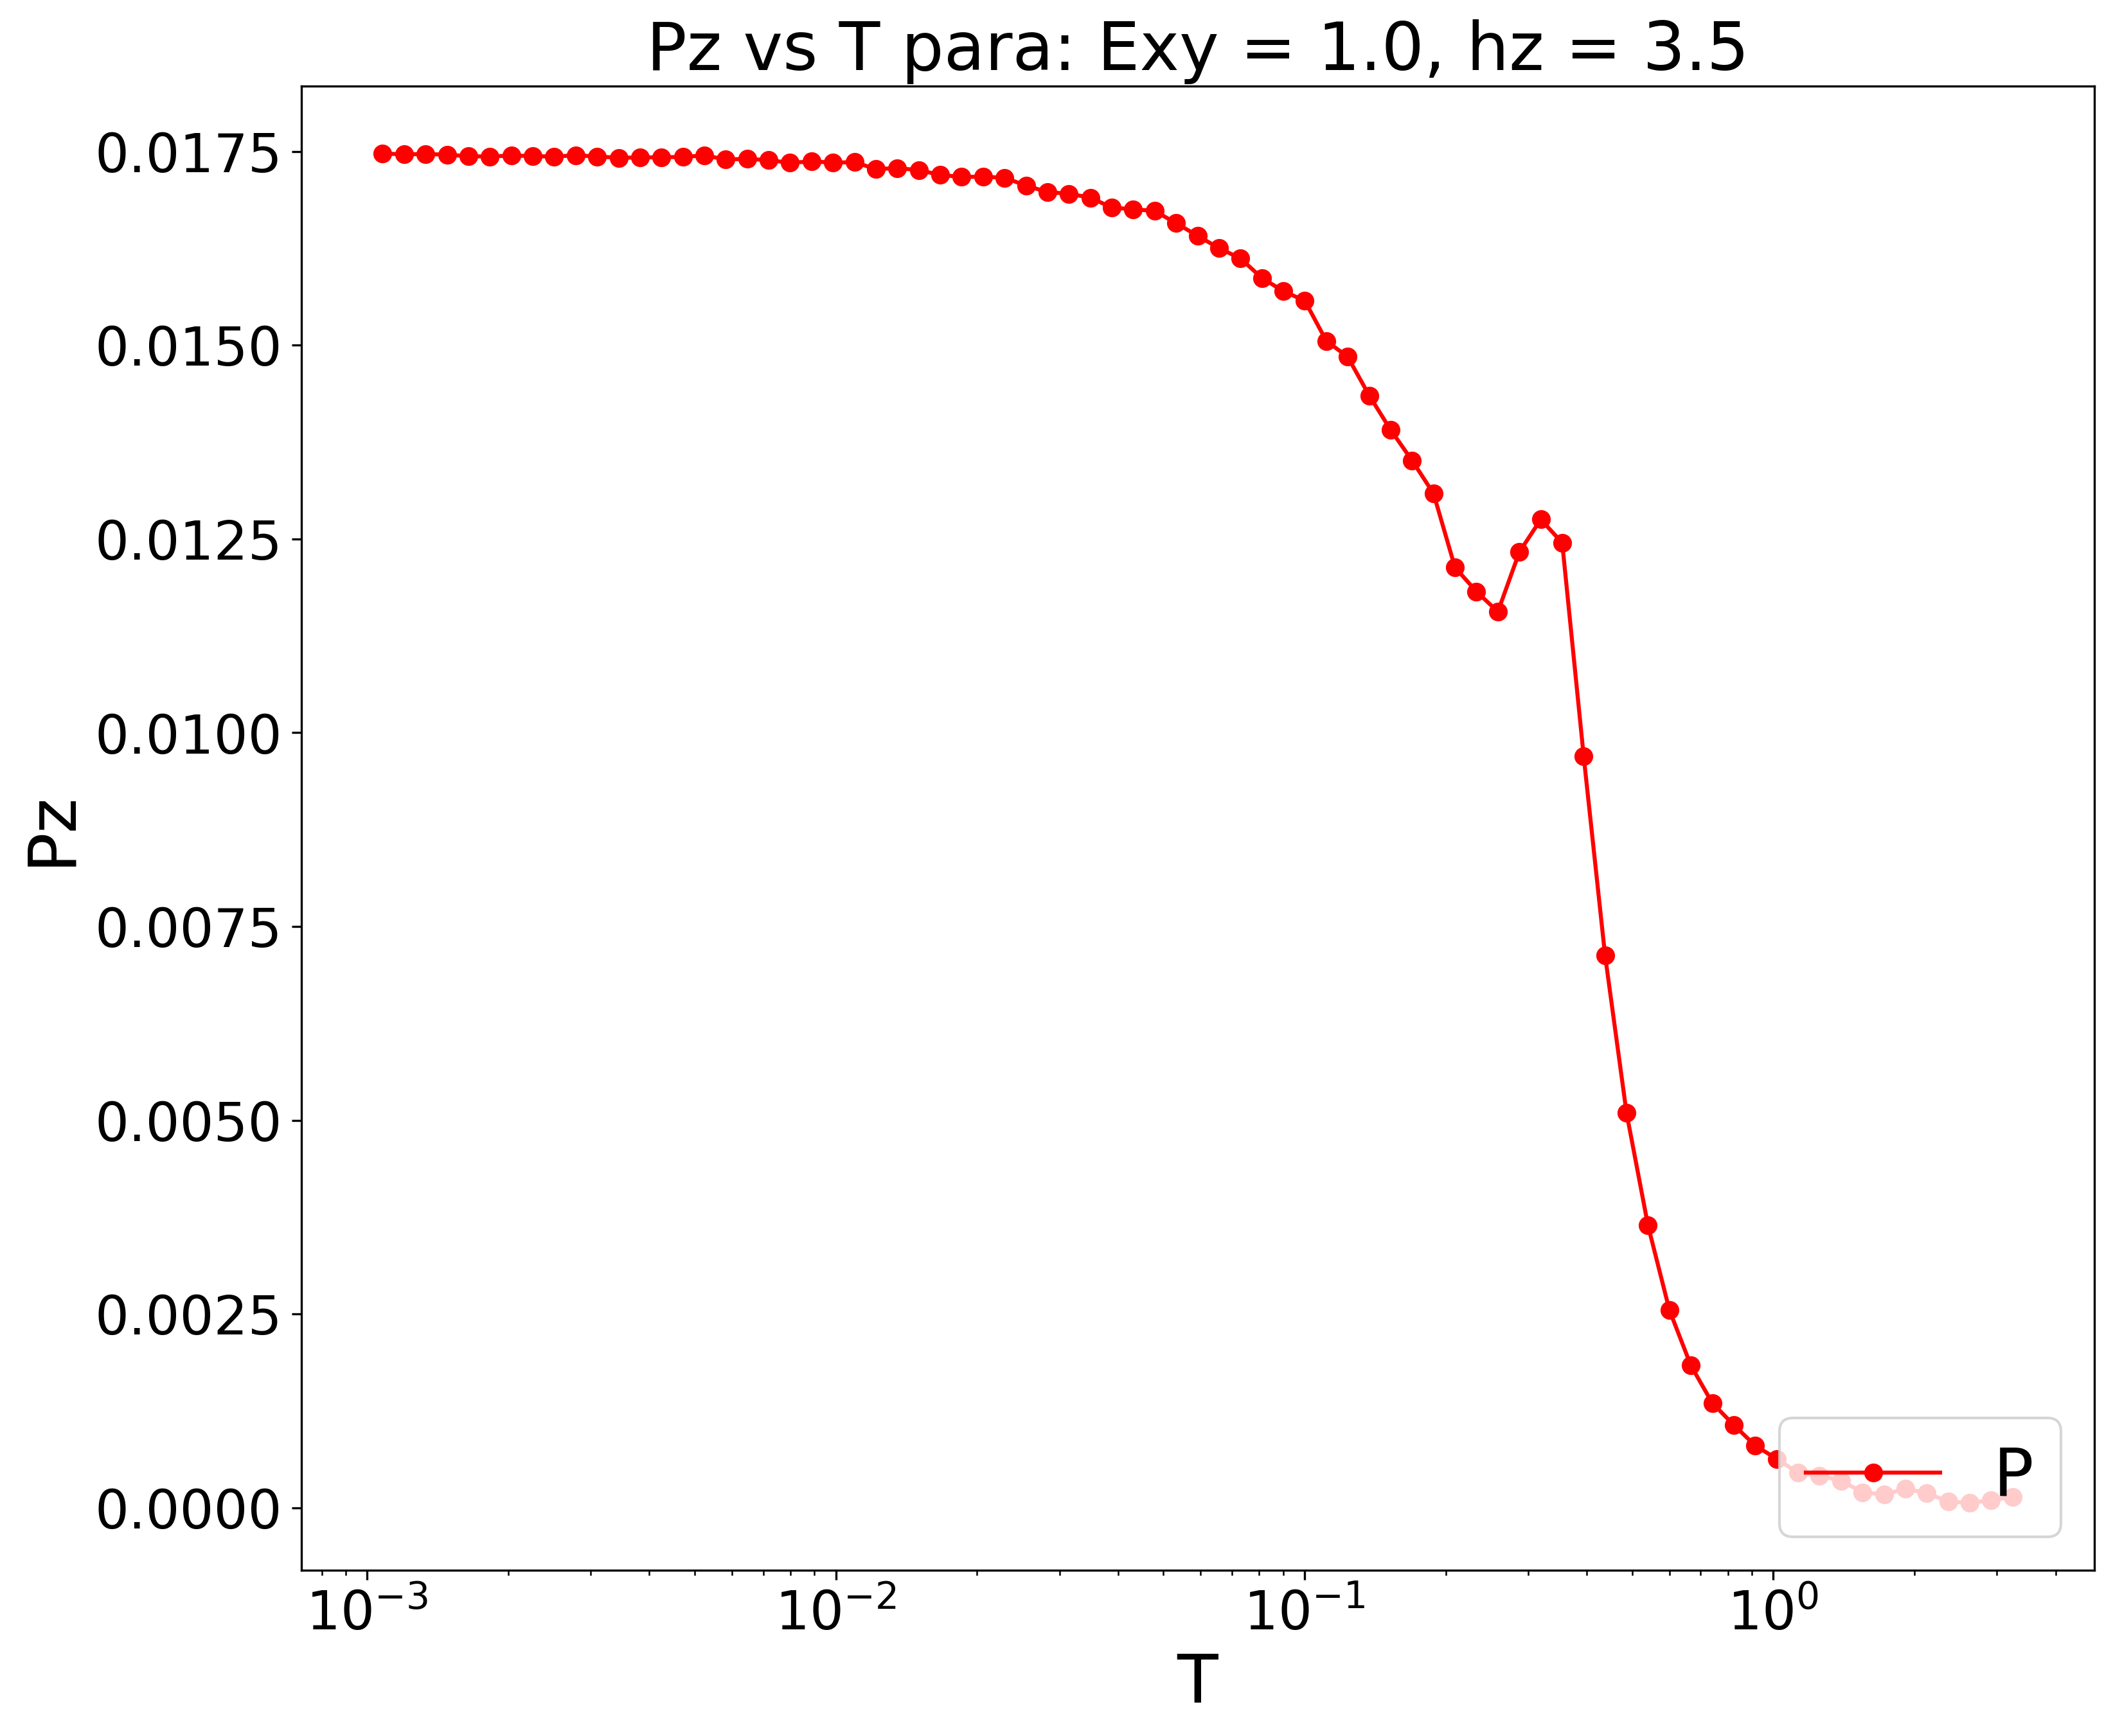 Pz vs T para: Exy = 1.0, hz = 3.5
0.0175
0.0150
0.0125
0.0100
0.0075
0.0050
0.0025
0.0000
Pz
P
10⁻³ 10⁻² 10⁻¹ 10⁰
T